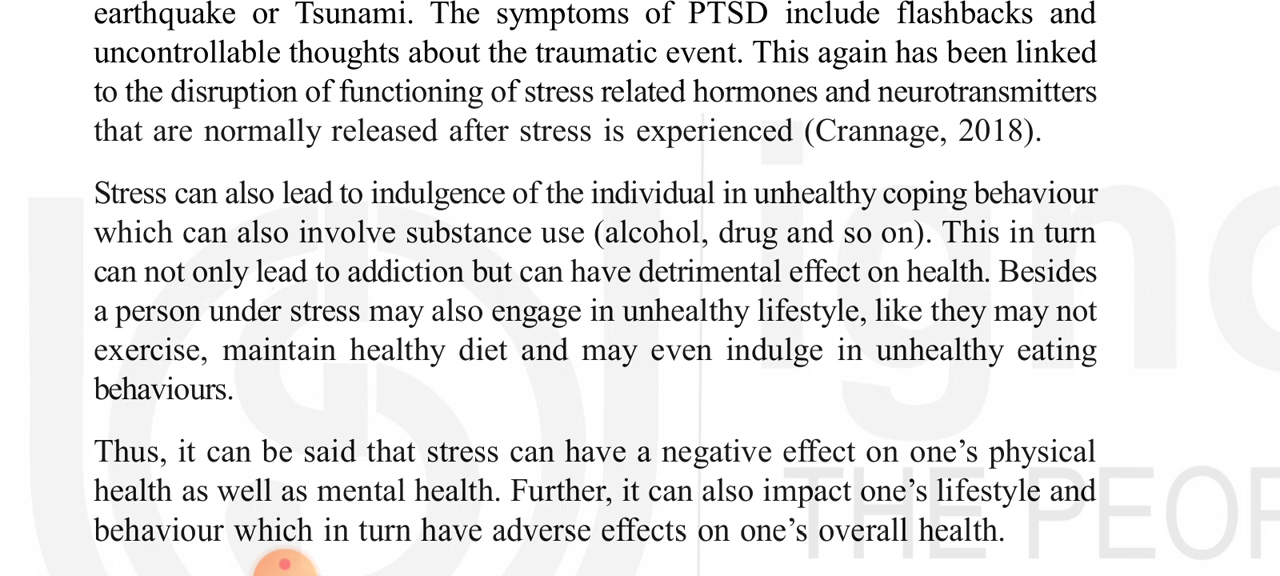 earthquake or Tsunami. The symptoms of PTSD include flashbacks and
uncontrollable thoughts about the traumatic event. This again has been linked
to the disruption of functioning of stress related hormones and neurotransmitters
that are normally released after stress is experienced (Crannage, 2018).
Stress can also lead to indulgence of the individual in unhealthy coping behaviour
which can also involve substance use (alcohol, drug and so on). This in turn
can not only lead to addiction but can have detrimental effect on health. Besides
a person under stress may also engage in unhealthy lifestyle, like they may not
exercise, maintain healthy diet and may even indulge in unhealthy eating
behaviours.
Thus, it can be said that stress can have a negative effect on one’s physical
health as well as mental health. Further, it can also impact one’s lifestyle and
behaviour which in turn have adverse effects on one’s overall health.
igno
THE PEOP